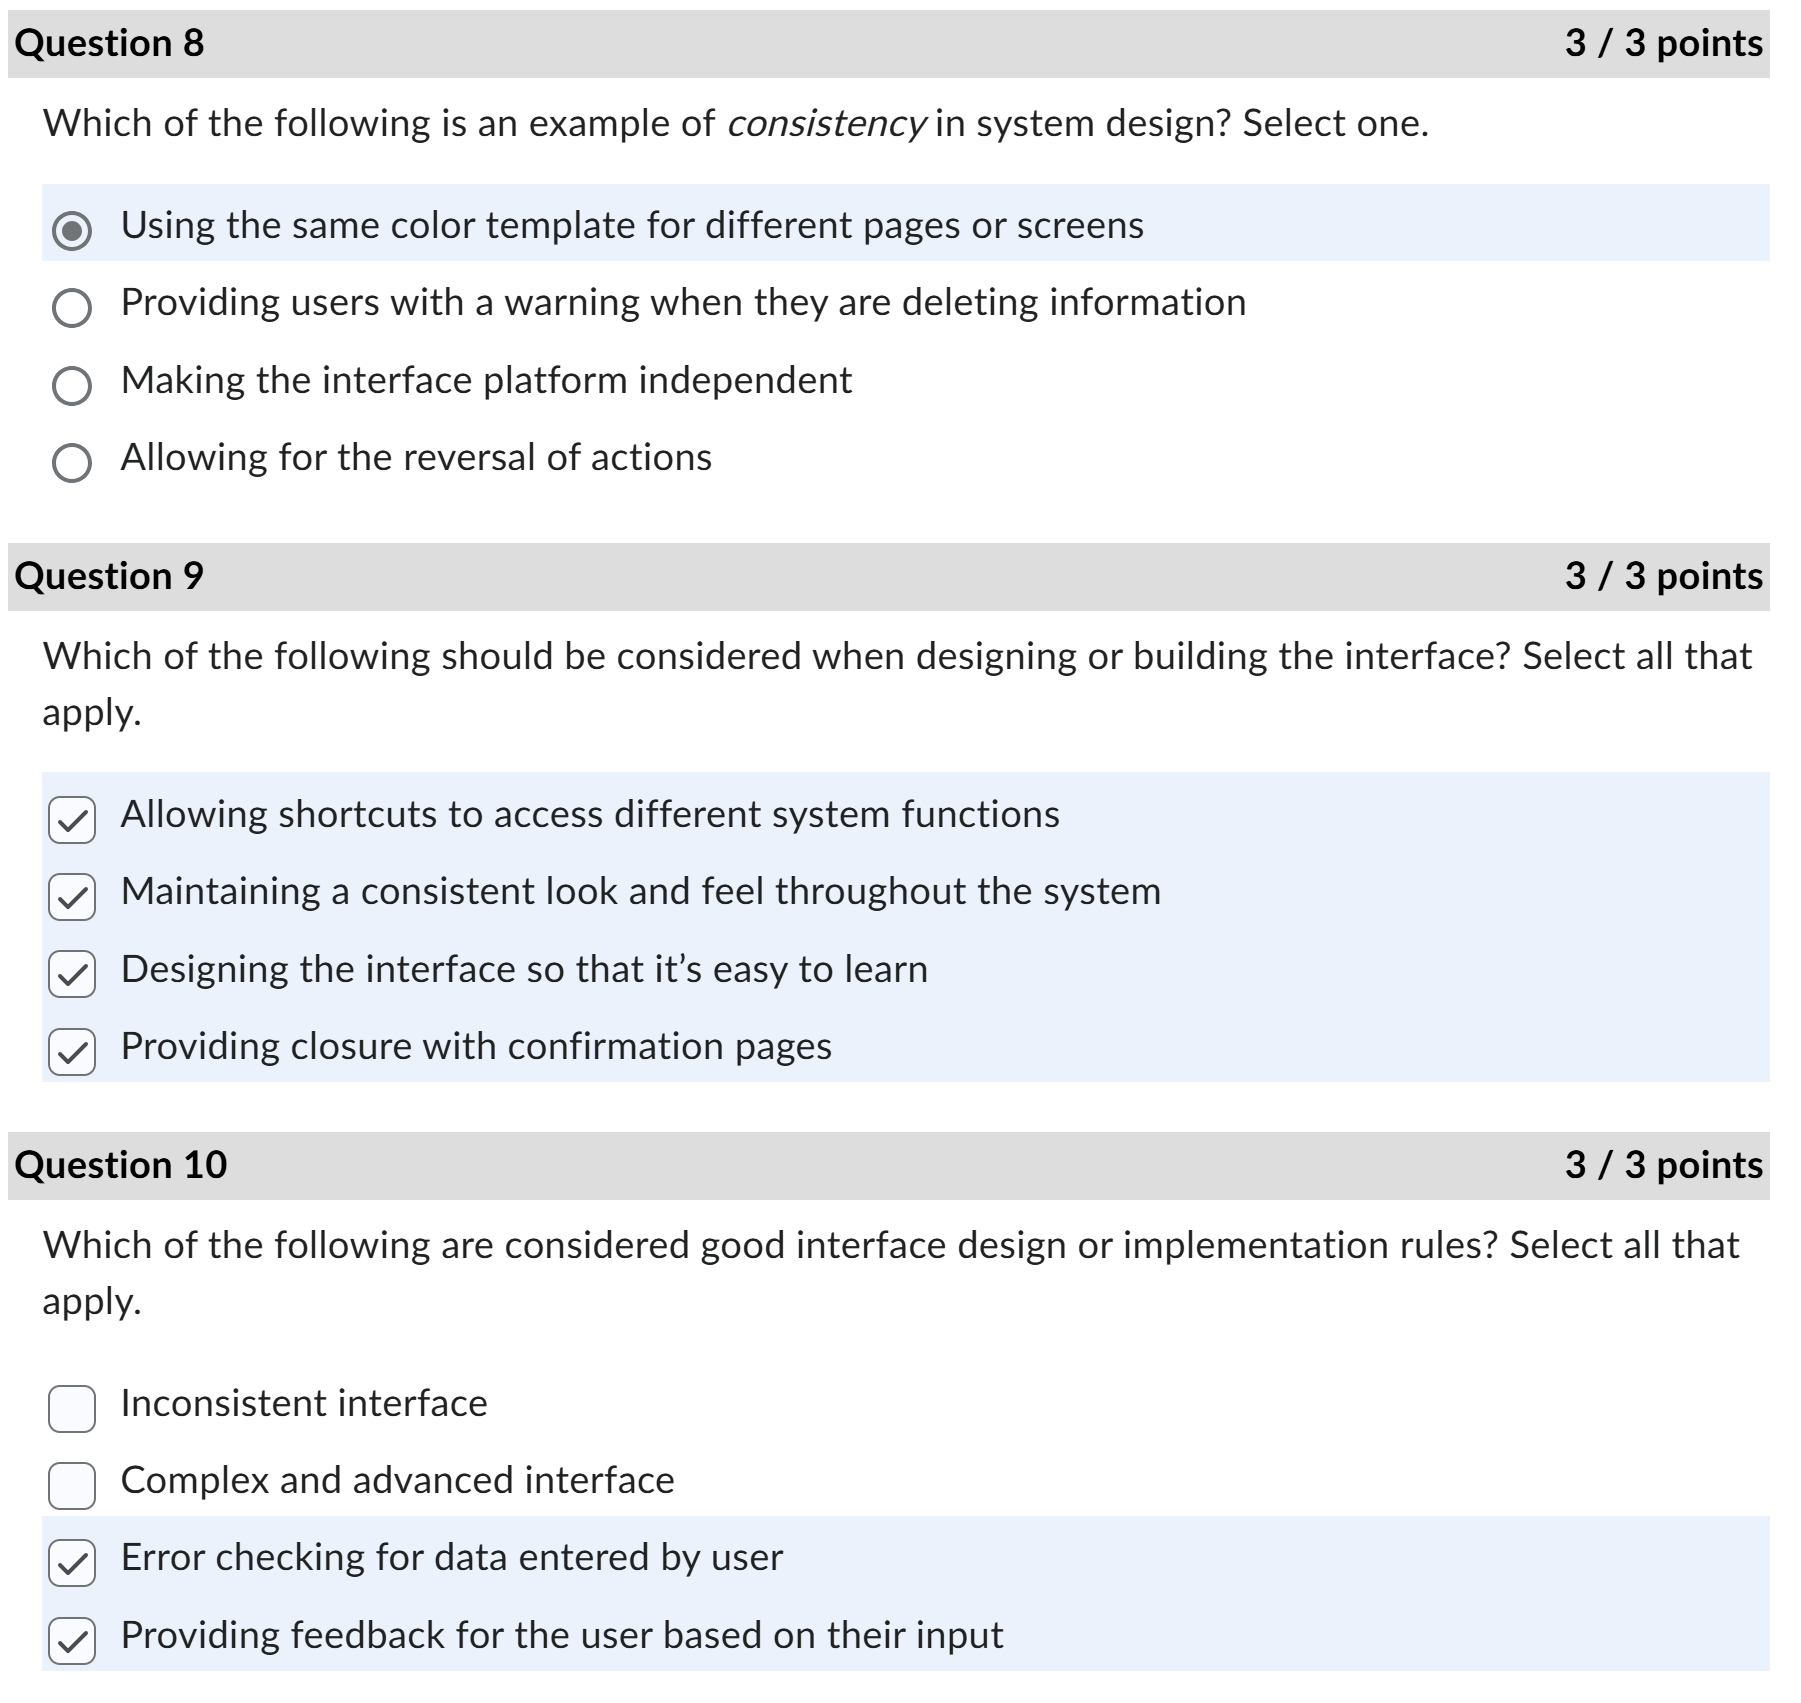 Question 8
3 / 3 points
Which of the following is an example of consistency in system design? Select one.
Using the same color template for different pages or screens
Providing users with a warning when they are deleting information
Making the interface platform independent
Allowing for the reversal of actions
Question 9
3 / 3 points
Which of the following should be considered when designing or building the interface? Select all that
apply.
Allowing shortcuts to access different system functions
Maintaining a consistent look and feel throughout the system
Designing the interface so that it’s easy to learn
Providing closure with confirmation pages
Question 10
3 / 3 points
Which of the following are considered good interface design or implementation rules? Select all that
apply.
Inconsistent interface
Complex and advanced interface
Error checking for data entered by user
Providing feedback for the user based on their input